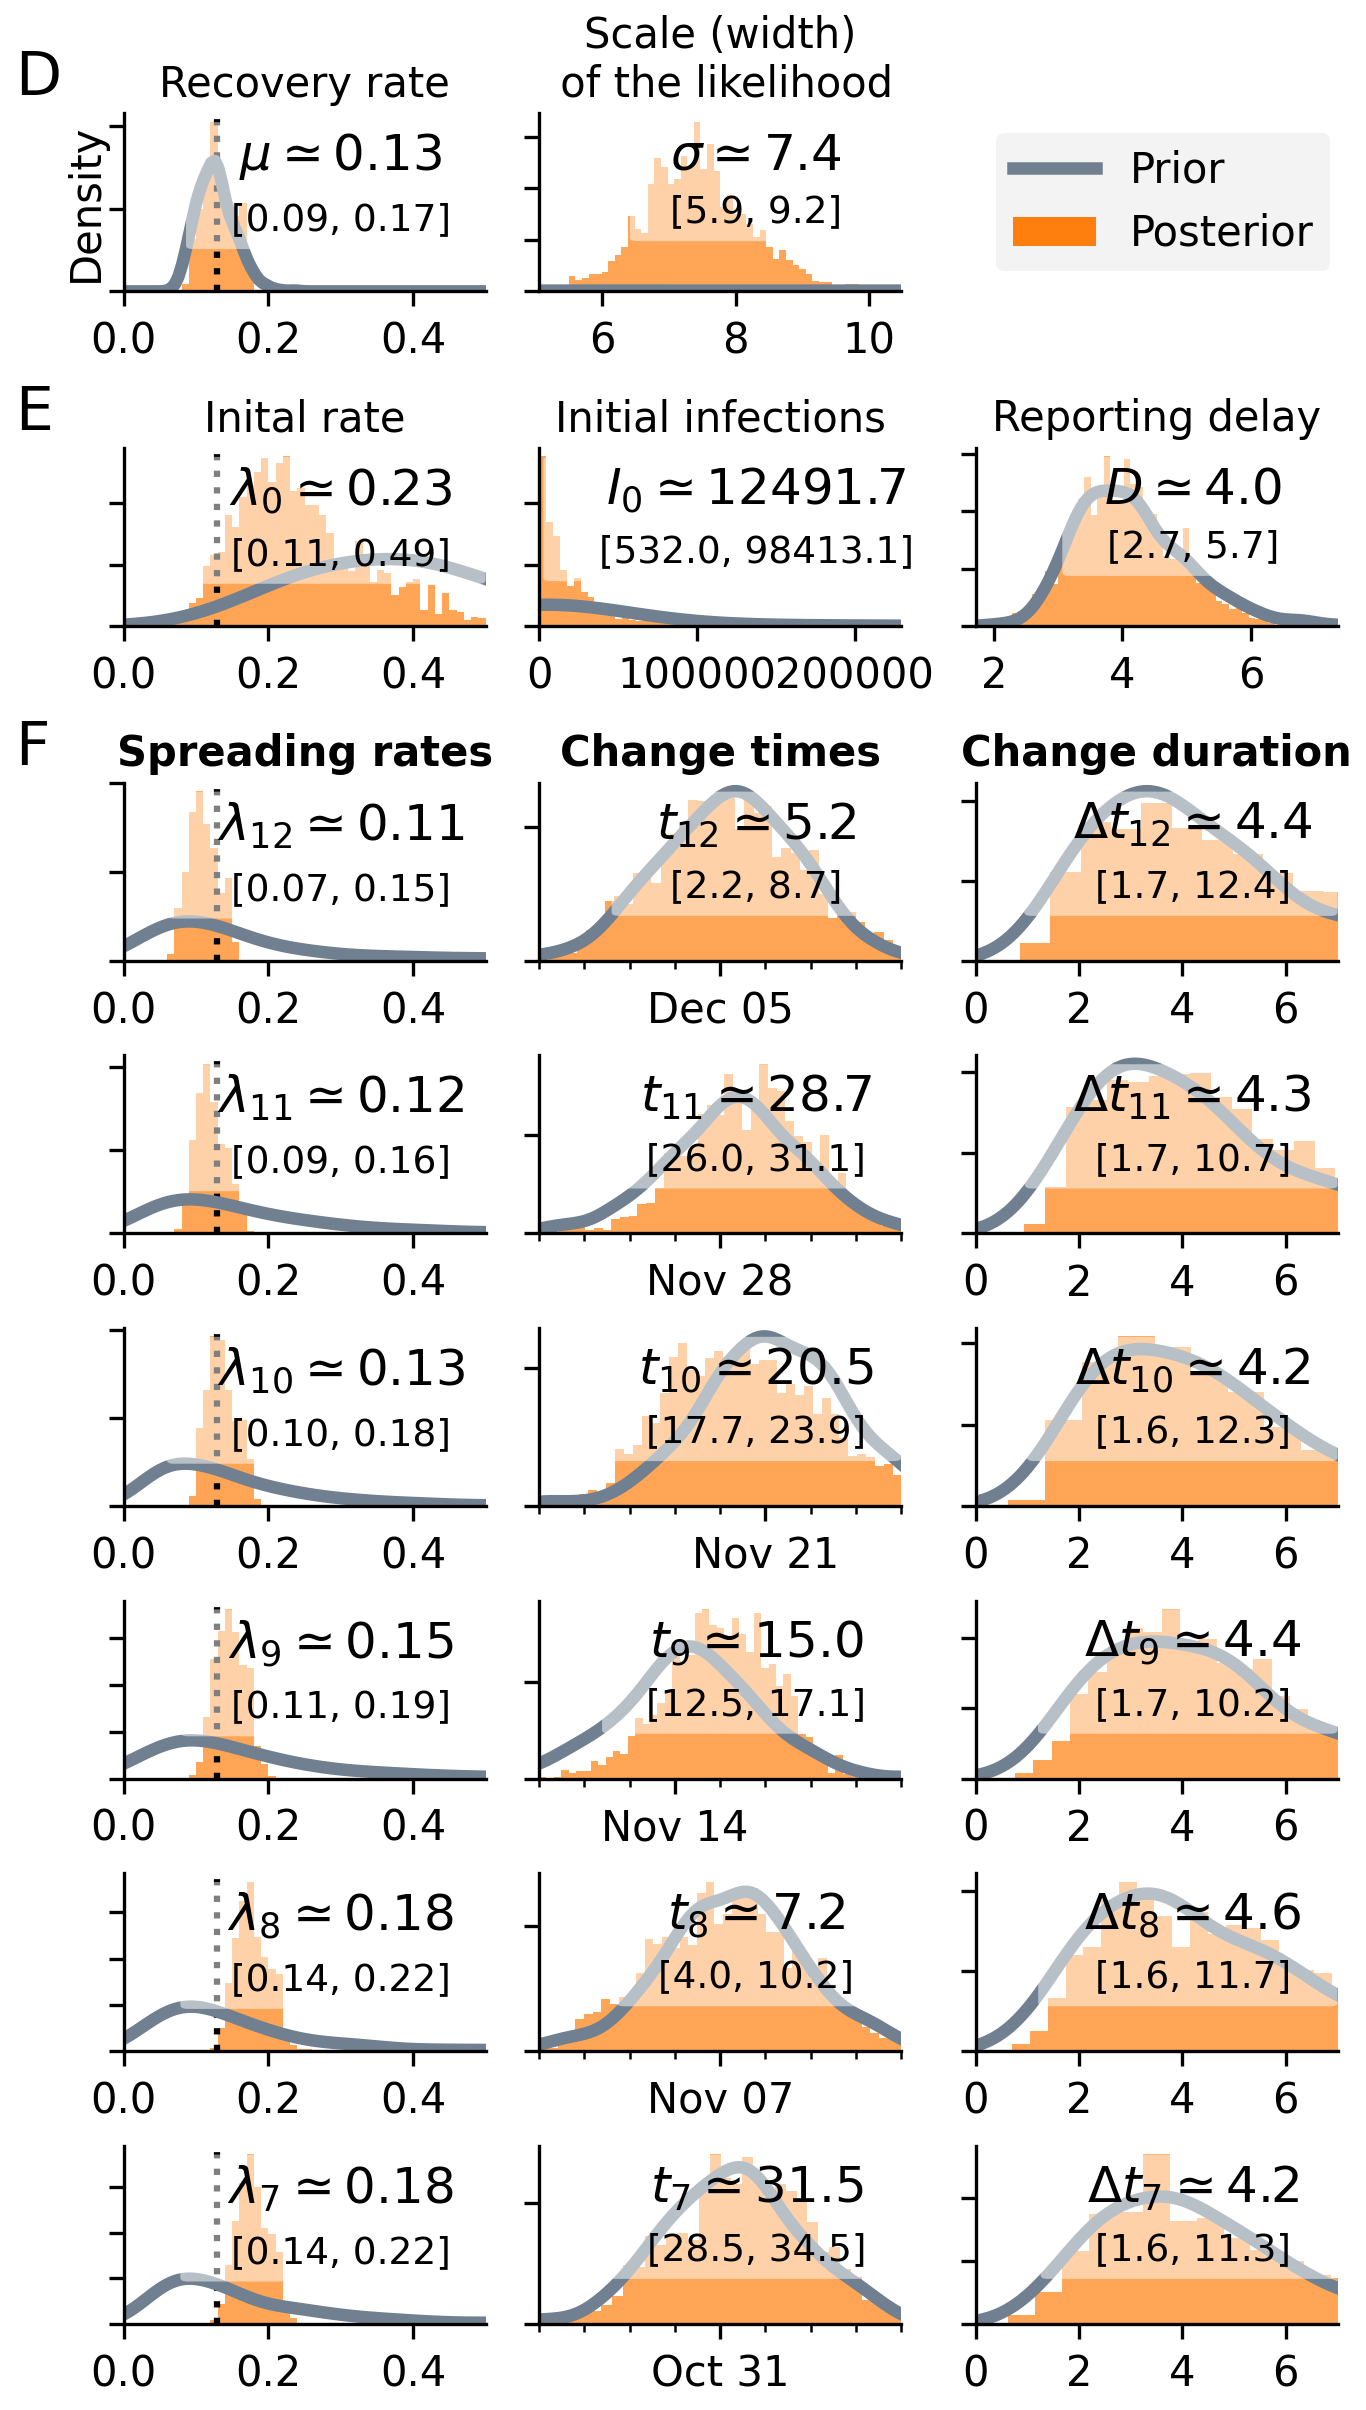 D
Recovery rate
Scale (width)
of the likelihood
Density
μ ≃ 0.13
[0.09, 0.17]
0.0 0.2 0.4
σ ≃ 7.4
[5.9, 9.2]
6 8 10
Prior
Posterior
E
Inital rate
Initial infections
Reporting delay
λ₀ ≃ 0.23
[0.11, 0.49]
0.0 0.2 0.4
I₀ ≃ 12491.7
[532.0, 98413.1]
0 100000 200000
D ≃ 4.0
[2.7, 5.7]
2 4 6
F
Spreading rates
Change times
Change duration
λ₁₂ ≃ 0.11
[0.07, 0.15]
0.0 0.2 0.4
t₁₂ ≃ 5.2
[2.2, 8.7]
Dec 05
Δt₁₂ ≃ 4.4
[1.7, 12.4]
0 2 4 6
λ₁₁ ≃ 0.12
[0.09, 0.16]
0.0 0.2 0.4
t₁₁ ≃ 28.7
[26.0, 31.1]
Nov 28
Δt₁₁ ≃ 4.3
[1.7, 10.7]
0 2 4 6
λ₁₀ ≃ 0.13
[0.10, 0.18]
0.0 0.2 0.4
t₁₀ ≃ 20.5
[17.7, 23.9]
Nov 21
Δt₁₀ ≃ 4.2
[1.6, 12.3]
0 2 4 6
λ₉ ≃ 0.15
[0.11, 0.19]
0.0 0.2 0.4
t₉ ≃ 15.0
[12.5, 17.1]
Nov 14
Δt₉ ≃ 4.4
[1.7, 10.2]
0 2 4 6
λ₈ ≃ 0.18
[0.14, 0.22]
0.0 0.2 0.4
t₈ ≃ 7.2
[4.0, 10.2]
Nov 07
Δt₈ ≃ 4.6
[1.6, 11.7]
0 2 4 6
λ₇ ≃ 0.18
[0.14, 0.22]
0.0 0.2 0.4
t₇ ≃ 31.5
[28.5, 34.5]
Oct 31
Δt₇ ≃ 4.2
[1.6, 11.3]
0 2 4 6